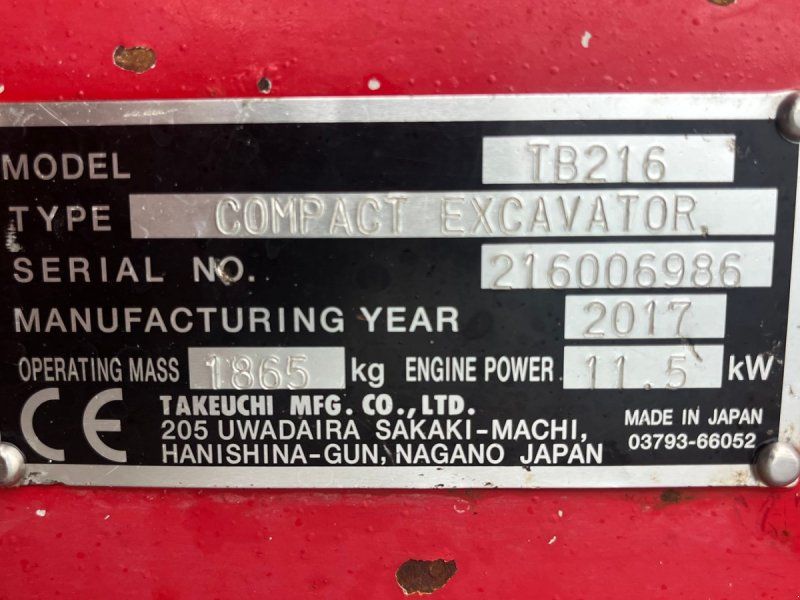 MODEL TB216
TYPE COMPACT EXCAVATOR
SERIAL NO. 216006986
MANUFACTURING YEAR 2017
OPERATING MASS 1865 kg ENGINE POWER 11.5 kW
CE TAKEUCHI MFG. CO.,LTD.
205 UWADAIRA SAKAKI-MACHI,
HANISHINA-GUN, NAGANO JAPAN
MADE IN JAPAN
03793-66052